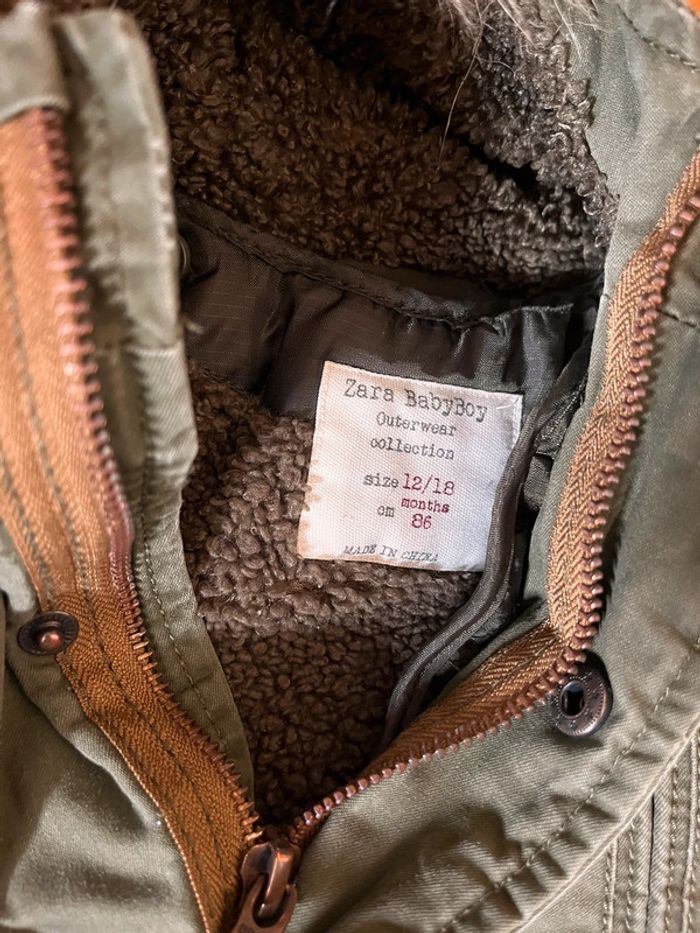 Zara BabyBoy
Outerwear
collection
size 12/18
months
cm 86
MADE IN CHINA